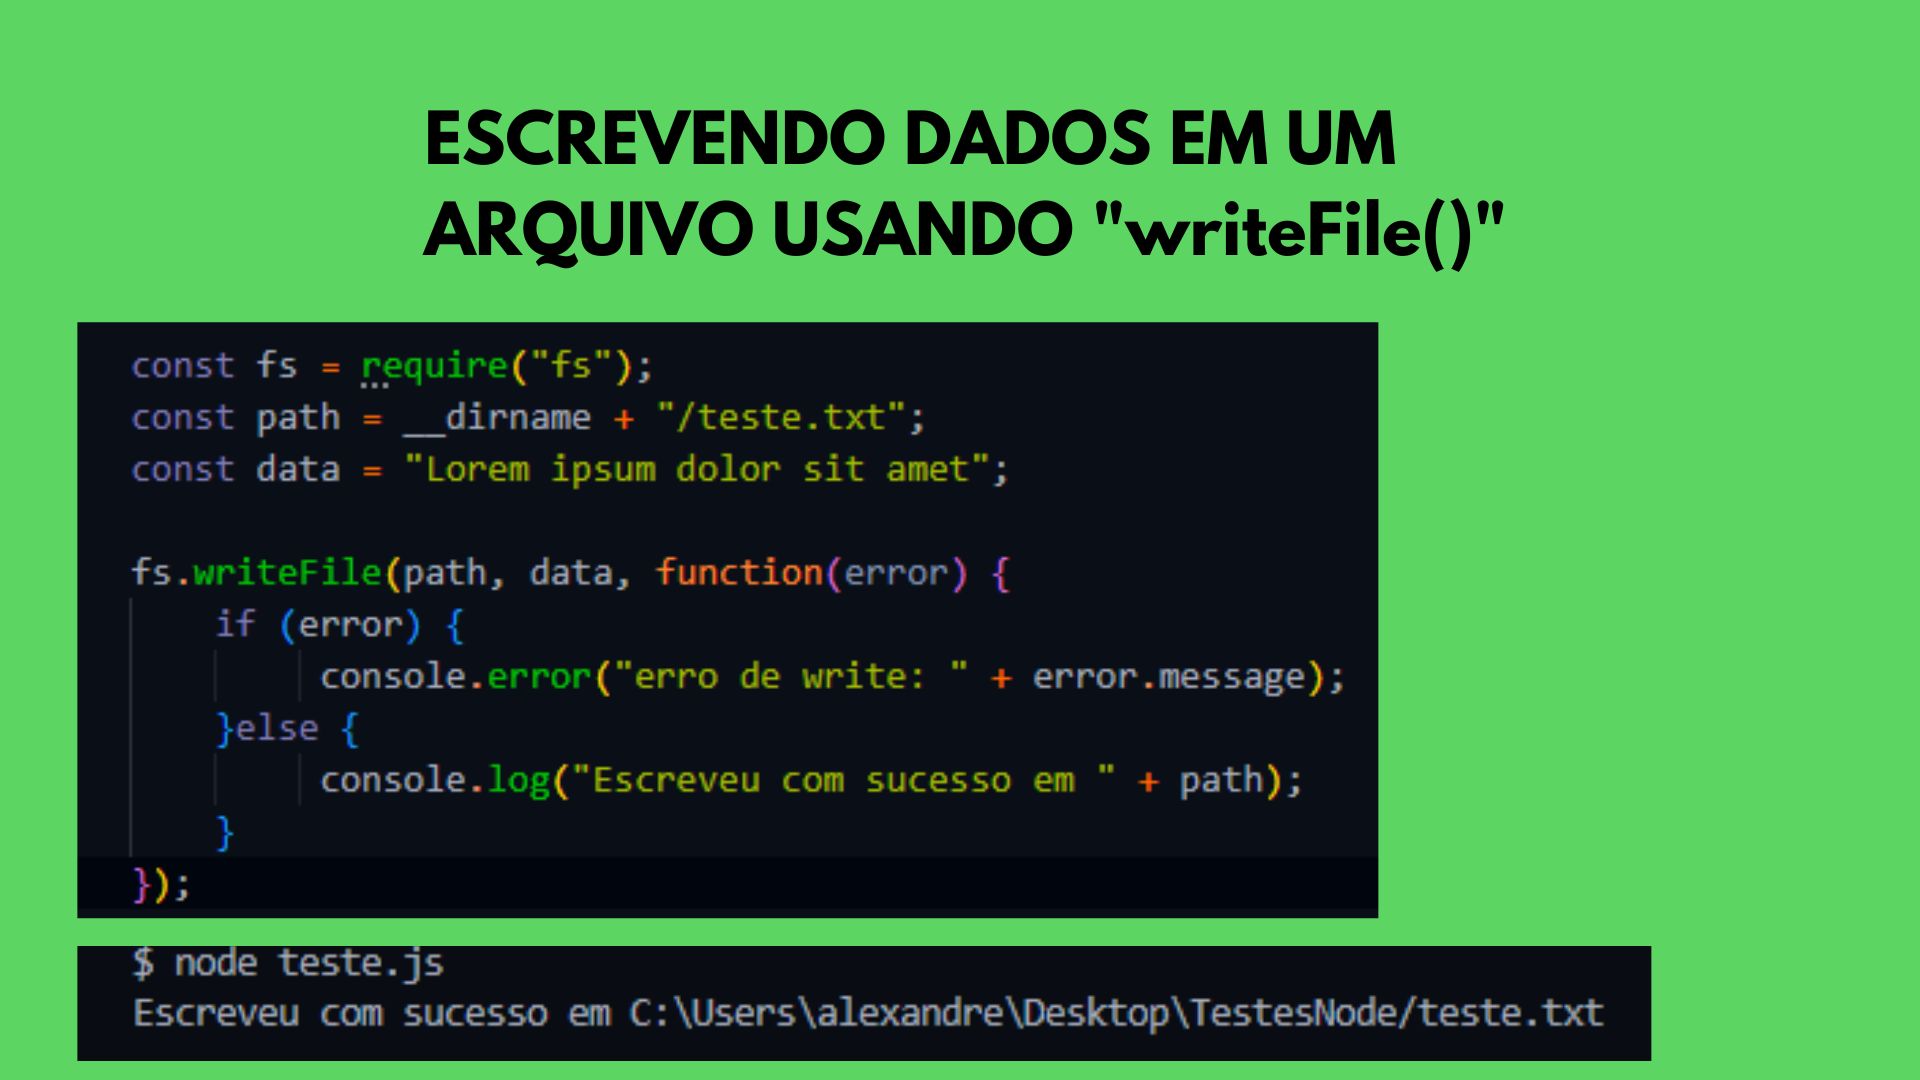 ESCREVENDO DADOS EM UM
ARQUIVO USANDO "writeFile()"
const fs = require("fs");
const path = __dirname + "/teste.txt";
const data = "Lorem ipsum dolor sit amet";
fs.writeFile(path, data, function(error) {
    if (error) {
         console.error("erro de write: " + error.message);
    }else {
         console.log("Escreveu com sucesso em " + path);
    }
});
$ node teste.js
Escreveu com sucesso em C:\Users\alexandre\Desktop\TestesNode/teste.txt